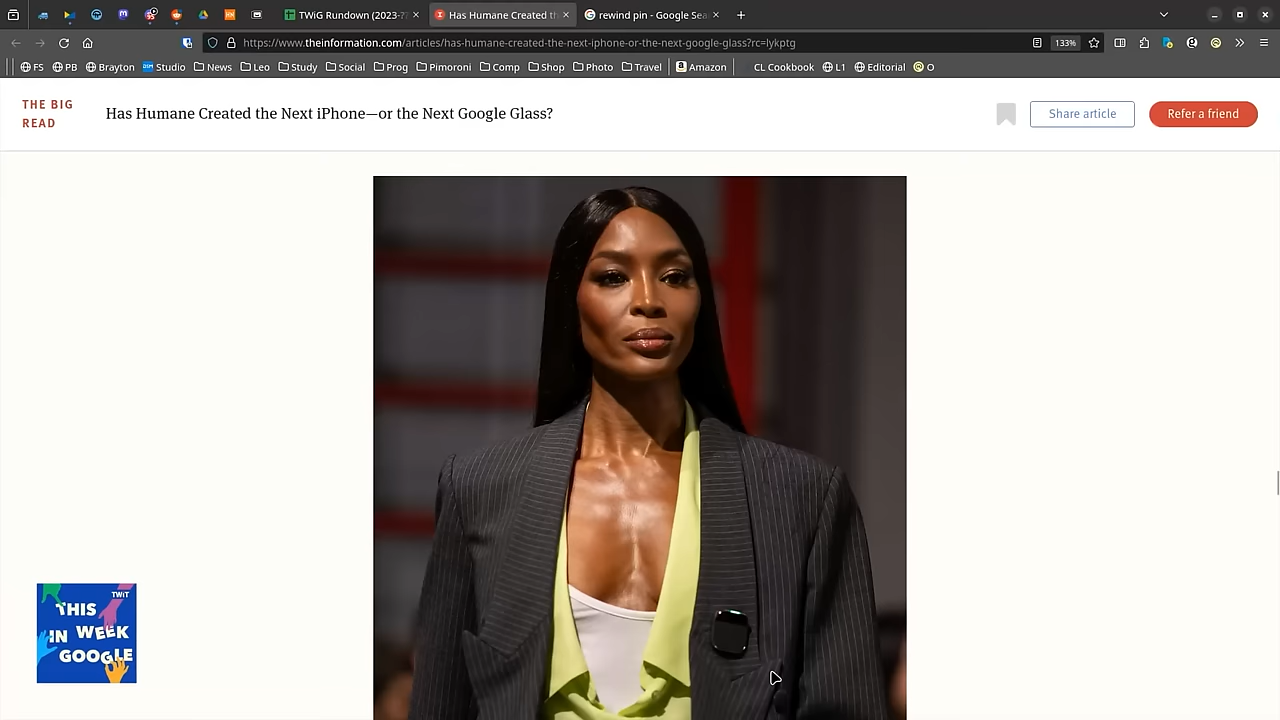 TWiG Rundown (2023-??
Has Humane Created th
rewind pin - Google Sea
https://www.theinformation.com/articles/has-humane-created-the-next-iphone-or-the-next-google-glass?rc=lykptg
133%
FS PB Brayton Studio News Leo Study Social Prog Pimoroni Comp Shop Photo Travel Amazon CL Cookbook L1 Editorial O
THE BIG
READ
Has Humane Created the Next iPhone—or the Next Google Glass?
Share article
Refer a friend
TWiT
THIS
IN WEEK
GOOGLE